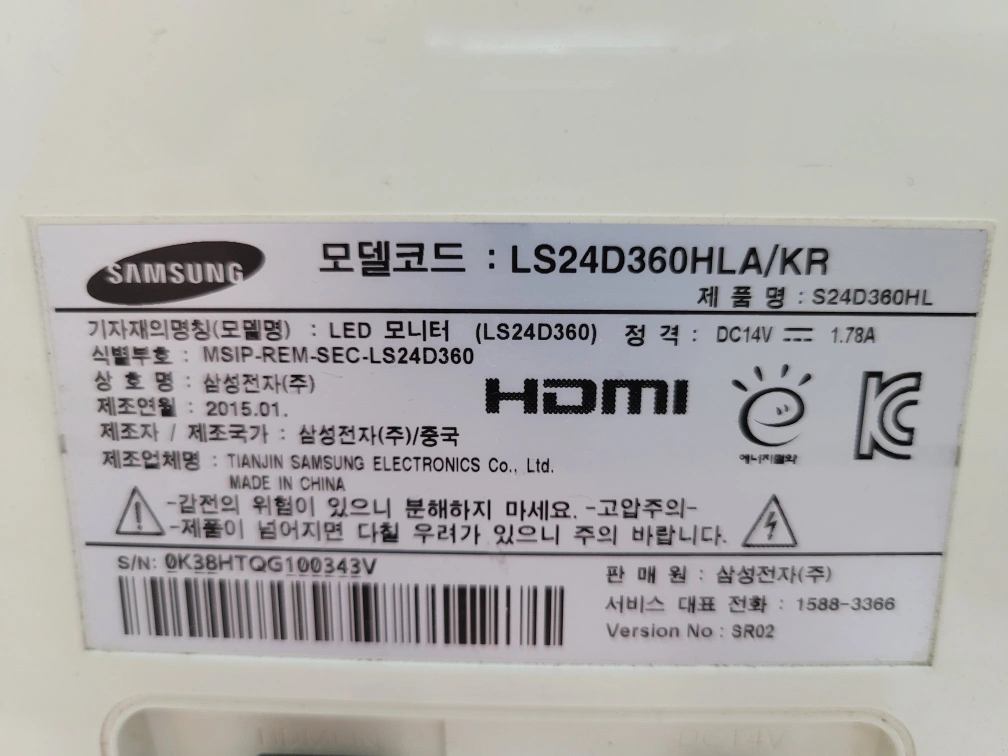 SAMSUNG
모델코드 : LS24D360HLA/KR
제 품 명 : S24D360HL
기자재의명칭(모델명) : LED 모니터 (LS24D360) 정 격 : DC14V 1.78A
식별부호 : MSIP-REM-SEC-LS24D360
상 호 명 : 삼성전자(주)
제조연월 : 2015.01.
제조자 / 제조국가 : 삼성전자(주)/중국
제조업체명 : TIANJIN SAMSUNG ELECTRONICS Co., Ltd.
MADE IN CHINA
HDMI
에너지절약
KC
-감전의 위험이 있으니 분해하지 마세요. -고압주의-
-제품이 넘어지면 다칠 우려가 있으니 주의 바랍니다.
S/N: 0K38HTQG100343V
판 매 원 : 삼성전자(주)
서비스 대표 전화 : 1588-3366
Version No : SR02
DC14V